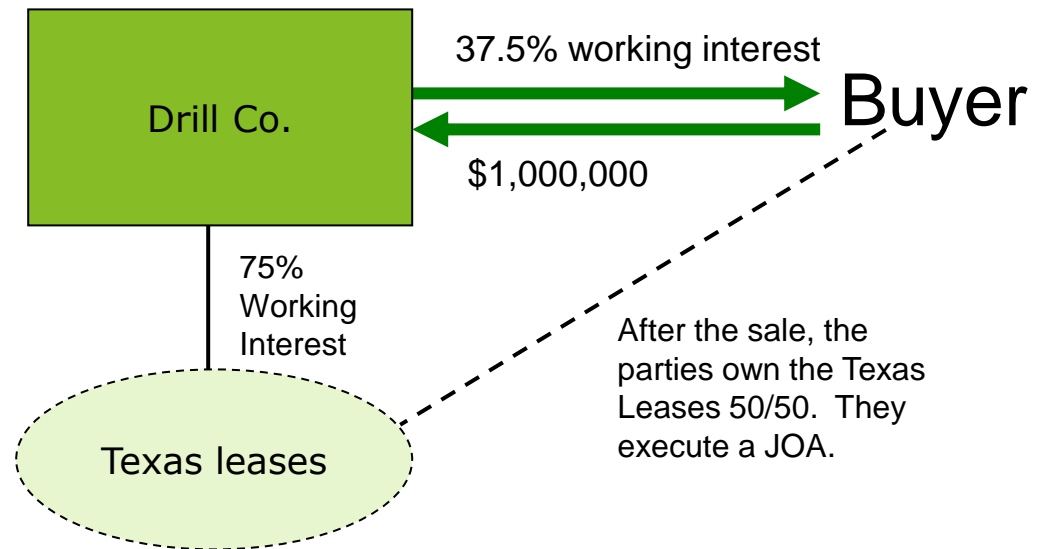 37.5% working interest
Drill Co.
Buyer
$1,000,000
75%
Working
Interest
After the sale, the
parties own the Texas
Leases 50/50.  They
execute a JOA.
Texas leases